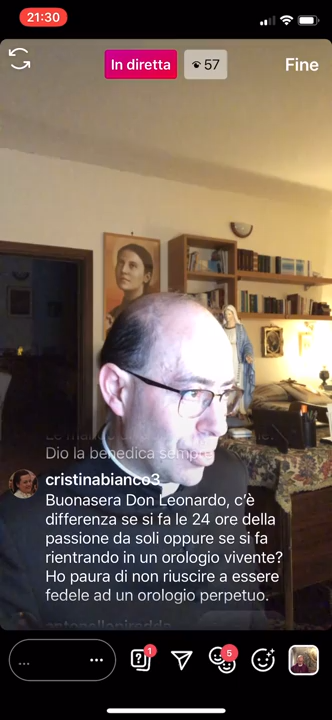 21:30
In diretta
57
Fine
Dio la benedica sempre
cristinabianco3_
Buonasera Don Leonardo, c'è
differenza se si fa le 24 ore della
passione da soli oppure se si fa
rientrando in un orologio vivente?
Ho paura di non riuscire a essere
fedele ad un orologio perpetuo.
...
1
5